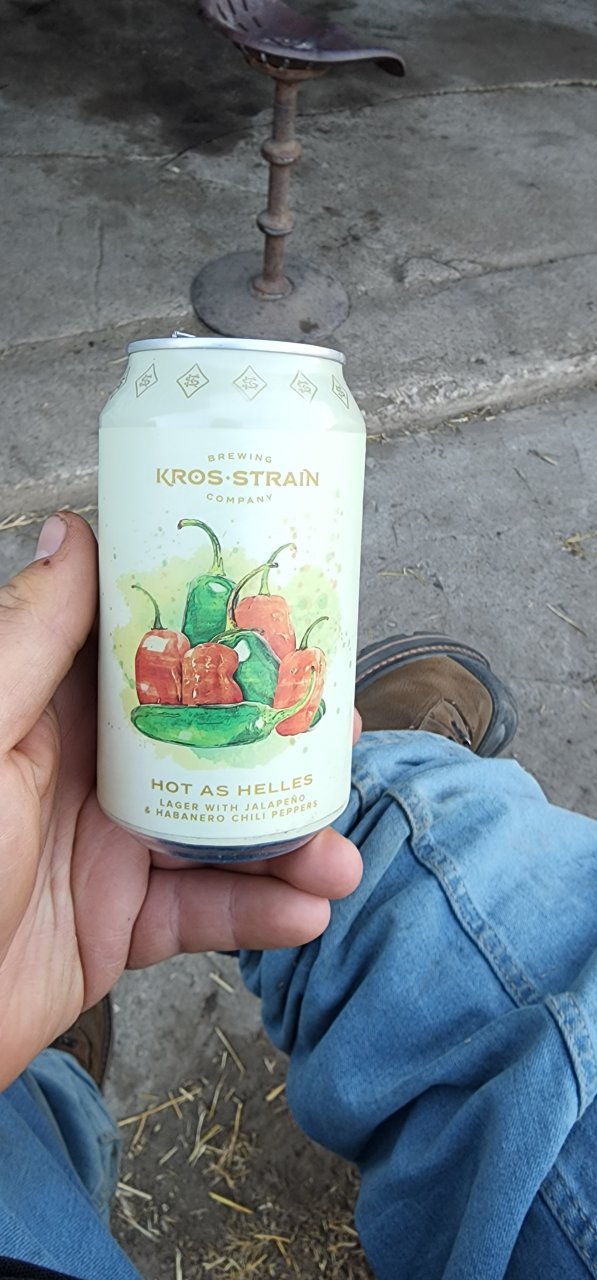 BREWING
KROS·STRAIN
COMPANY
HOT AS HELLES
LAGER WITH JALAPEÑO
& HABANERO CHILI PEPPERS